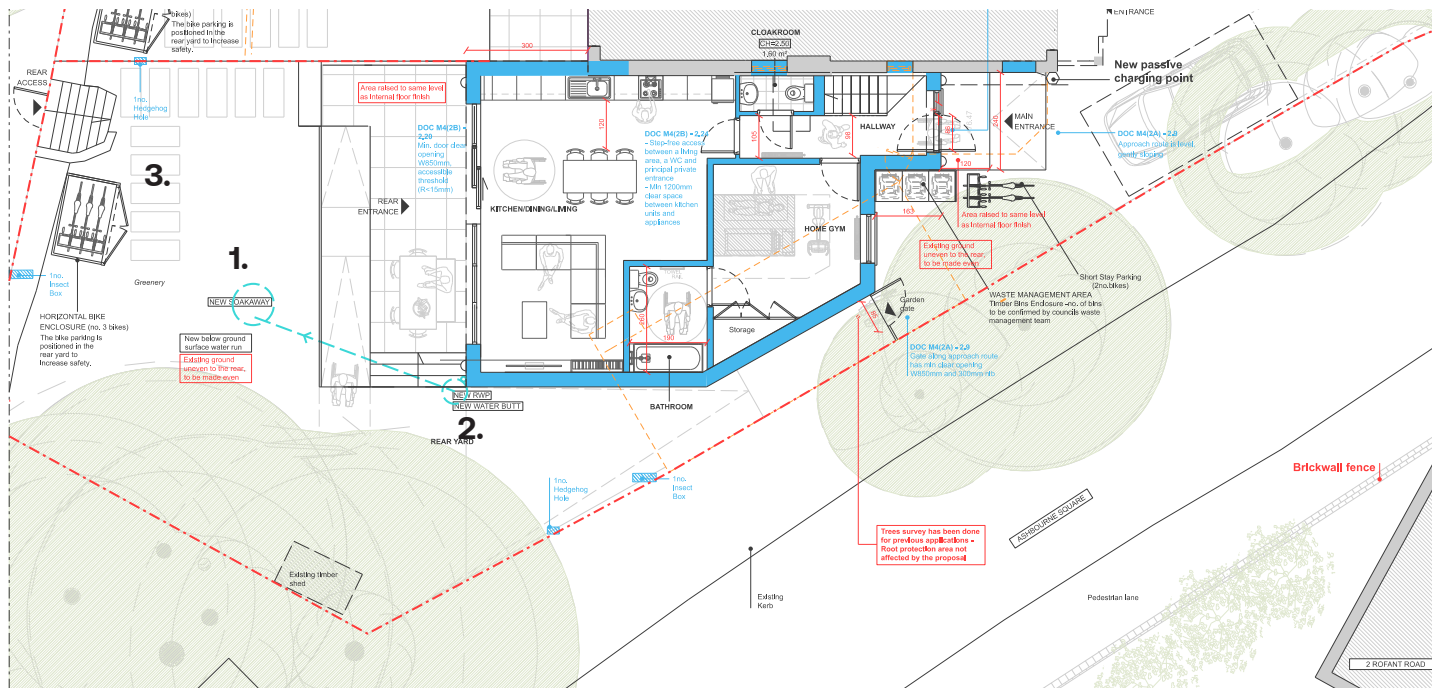 bikes)
The bike parking is
positioned in the
rear yard to Increase
safety.
REAR
ACCESS
1no.
Hedgehog
Hole
3.
1no.
Insect
Box
HORIZONTAL BIKE
ENCLOSURE (no. 3 bikes)
The bike parking is
positioned in the
rear yard to
Increase safety.
1.
Greenery
NEW SOAKAWAY
New below ground
surface water run
Existing ground
uneven to the rear,
to be made even
300
Area raised to same level
as Internal floor finish
REAR
ENTRANCE
DOC M4(2B) -
2.20
Min. door clear
opening
W850mm,
accessible
threshold
(R<15mm)
120
KITCHEN/DINING/LIVING
DOC M4(2B) - 2.24
- Step-free access
between a living
area, a WC and
principal private
entrance
- Min 1200mm
clear space
between kitchen
units and
appliances
CLOAKROOM
CH=2.50
1,60 m²
105
HALLWAY
HOME GYM
Storage
190
BATHROOM
NEW RWP
NEW WATER BUTT
2.
REAR YARD
1no.
Hedgehog
Hole
1no.
Insect
Box
Existing timber
shed
ENTRANCE
New passive
charging point
MAIN
ENTRANCE
DOC M4(2A) - 2.9
Approach route is level,
gently sloping
240
120
163
Area raised to same level
as Internal floor finish
Existing ground
uneven to the rear,
to be made even
Short Stay Parking
(2no.bikes)
WASTE MANAGEMENT AREA
Timber Bins Enclosure -no. of bins
to be confirmed by councils waste
management team
Garden
gate
DOC M4(2A) - 2.9
Gate along approach route
has min clear opening
W850mm and 300mm nib
Trees survey has been done
for previous applications -
Root protection area not
affected by the proposal
ASHBOURNE SQUARE
Brickwall fence
Existing
Kerb
Pedestrian lane
2 ROFANT ROAD